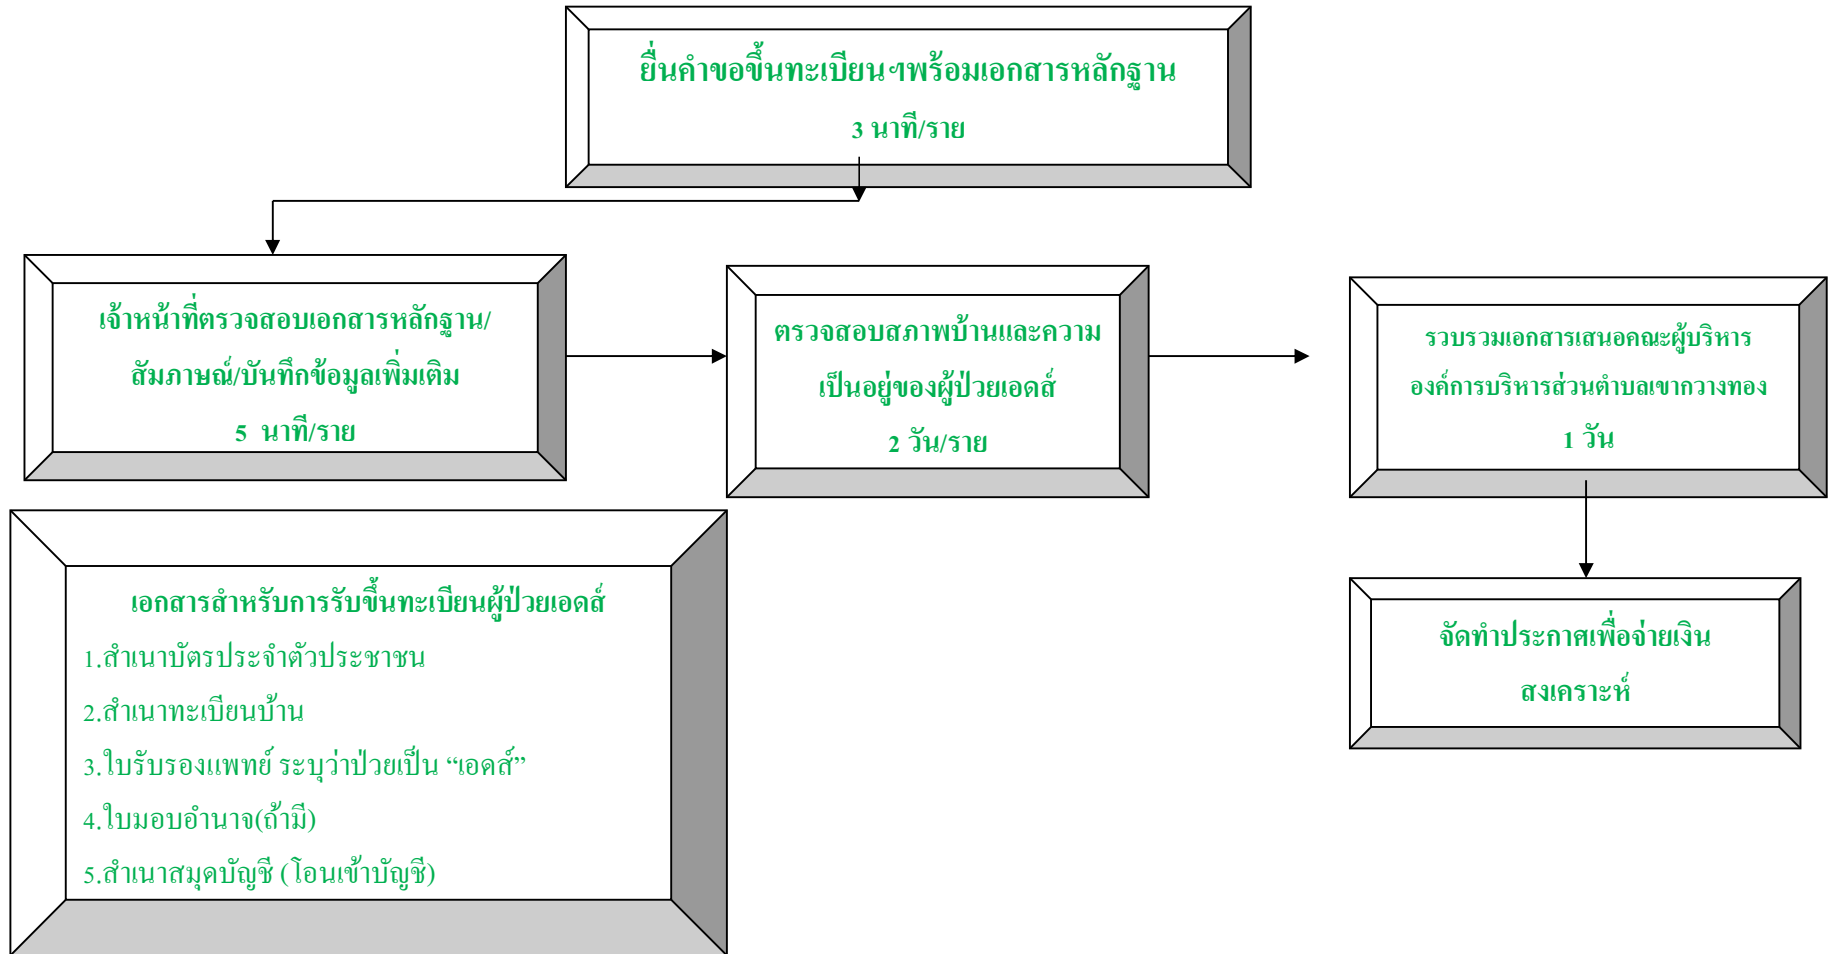 ยื่นคำขอขึ้นทะเบียนฯพร้อมเอกสารหลักฐาน
3 นาที/ราย
เจ้าหน้าที่ตรวจสอบเอกสารหลักฐาน/
สัมภาษณ์/บันทึกข้อมูลเพิ่มเติม
5 นาที/ราย
ตรวจสอบสภาพบ้านและความ
เป็นอยู่ของผู้ป่วยเอดส์
2 วัน/ราย
รวบรวมเอกสารเสนอคณะผู้บริหาร
องค์การบริหารส่วนตำบลเขากวางทอง
1 วัน
จัดทำประกาศเพื่อจ่ายเงิน
สงเคราะห์
เอกสารสำหรับการรับขึ้นทะเบียนผู้ป่วยเอดส์
1.สำเนาบัตรประจำตัวประชาชน
2.สำเนาทะเบียนบ้าน
3.ใบรับรองแพทย์ ระบุว่าป่วยเป็น “เอดส์”
4.ใบมอบอำนาจ(ถ้ามี)
5.สำเนาสมุดบัญชี (โอนเข้าบัญชี)